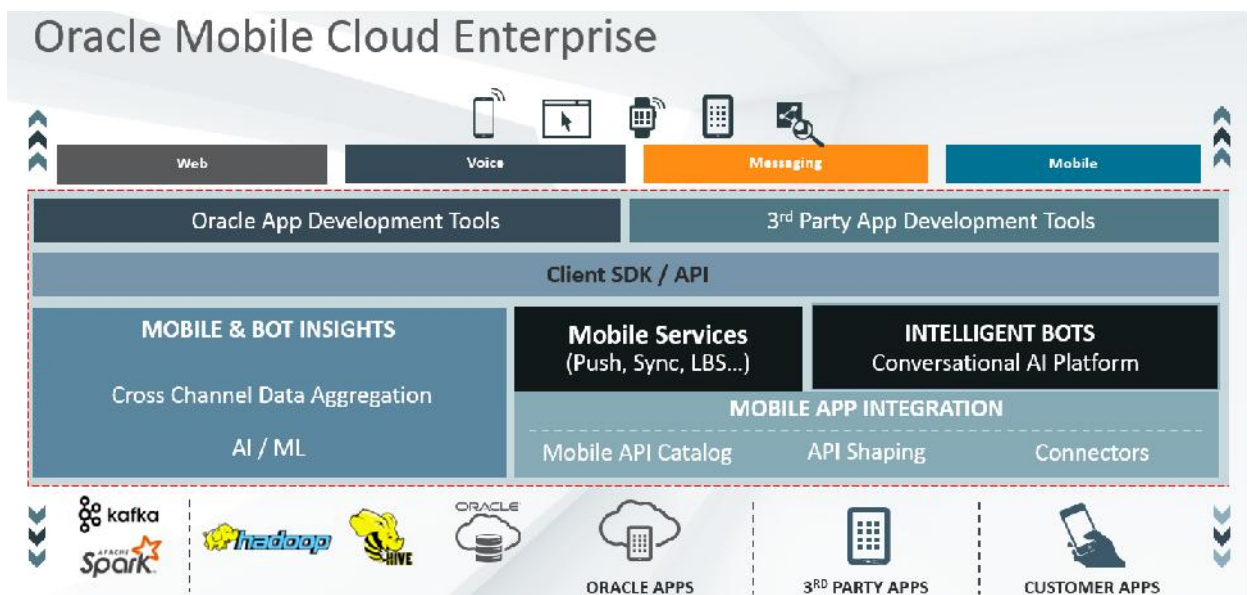 Oracle Mobile Cloud Enterprise
Web
Voice
Messaging
Mobile
Oracle App Development Tools
3rd Party App Development Tools
Client SDK / API
MOBILE & BOT INSIGHTS
Cross Channel Data Aggregation
AI / ML
Mobile Services
(Push, Sync, LBS...)
INTELLIGENT BOTS
Conversational AI Platform
MOBILE APP INTEGRATION
Mobile API Catalog
API Shaping
Connectors
kafka
APACHE
Spark
hadoop
HIVE
ORACLE
ORACLE APPS
3RD PARTY APPS
CUSTOMER APPS